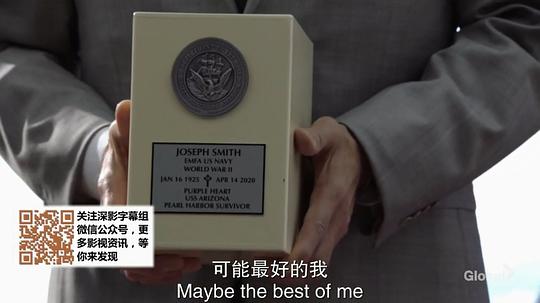 JOSEPH SMITH
EMFA US NAVY
WORLD WAR II
JAN 16 1925 APR 14 2020
PURPLE HEART
USS ARIZONA
PEARL HARBOR SURVIVOR
关注深影字幕组
微信公众号，更
多影视资讯，等
你来发现
可能最好的我
Maybe the best of me
Global